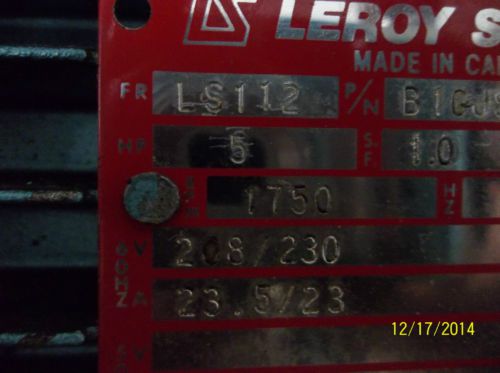 LEROY S
MADE IN CA
FR LS112 P/N B1CJ
HP 5 S.F. 1.0
1750 HZ
V 208/230
60HZ A 23.5/23
V
12/17/2014